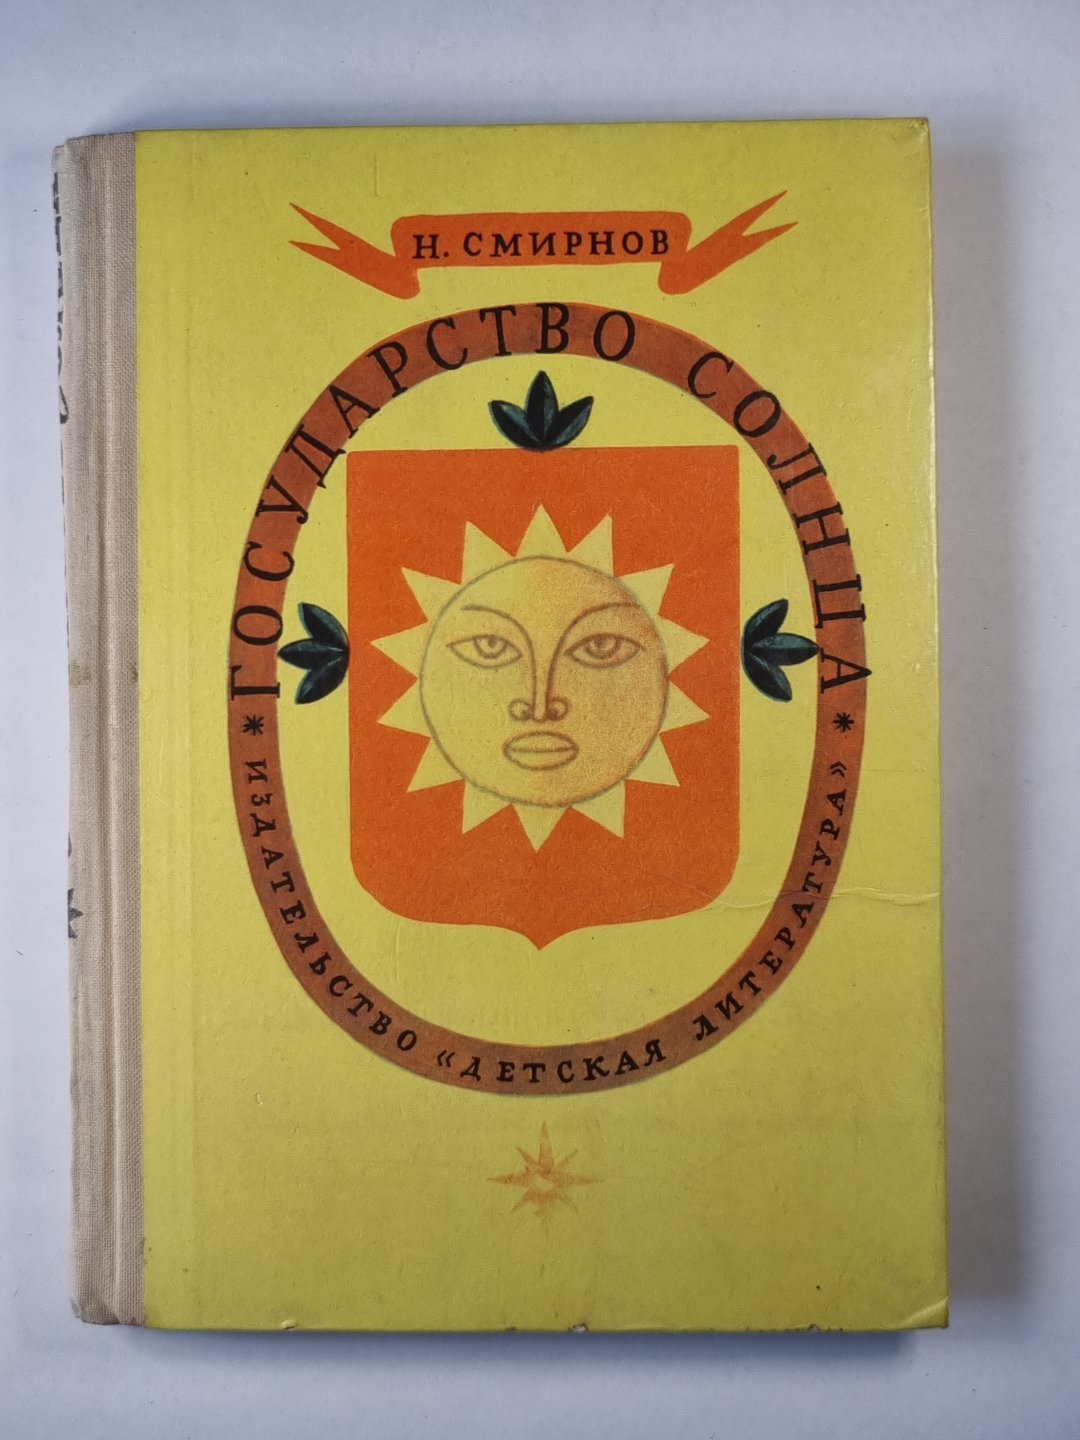 Н. СМИРНОВ
ГОСУДАРСТВО СОЛНЦА
* ИЗДАТЕЛЬСТВО «ДЕТСКАЯ ЛИТЕРАТУРА» *